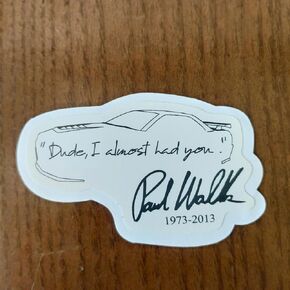 "Dude, I almost had you."
Paul Walker
1973-2013